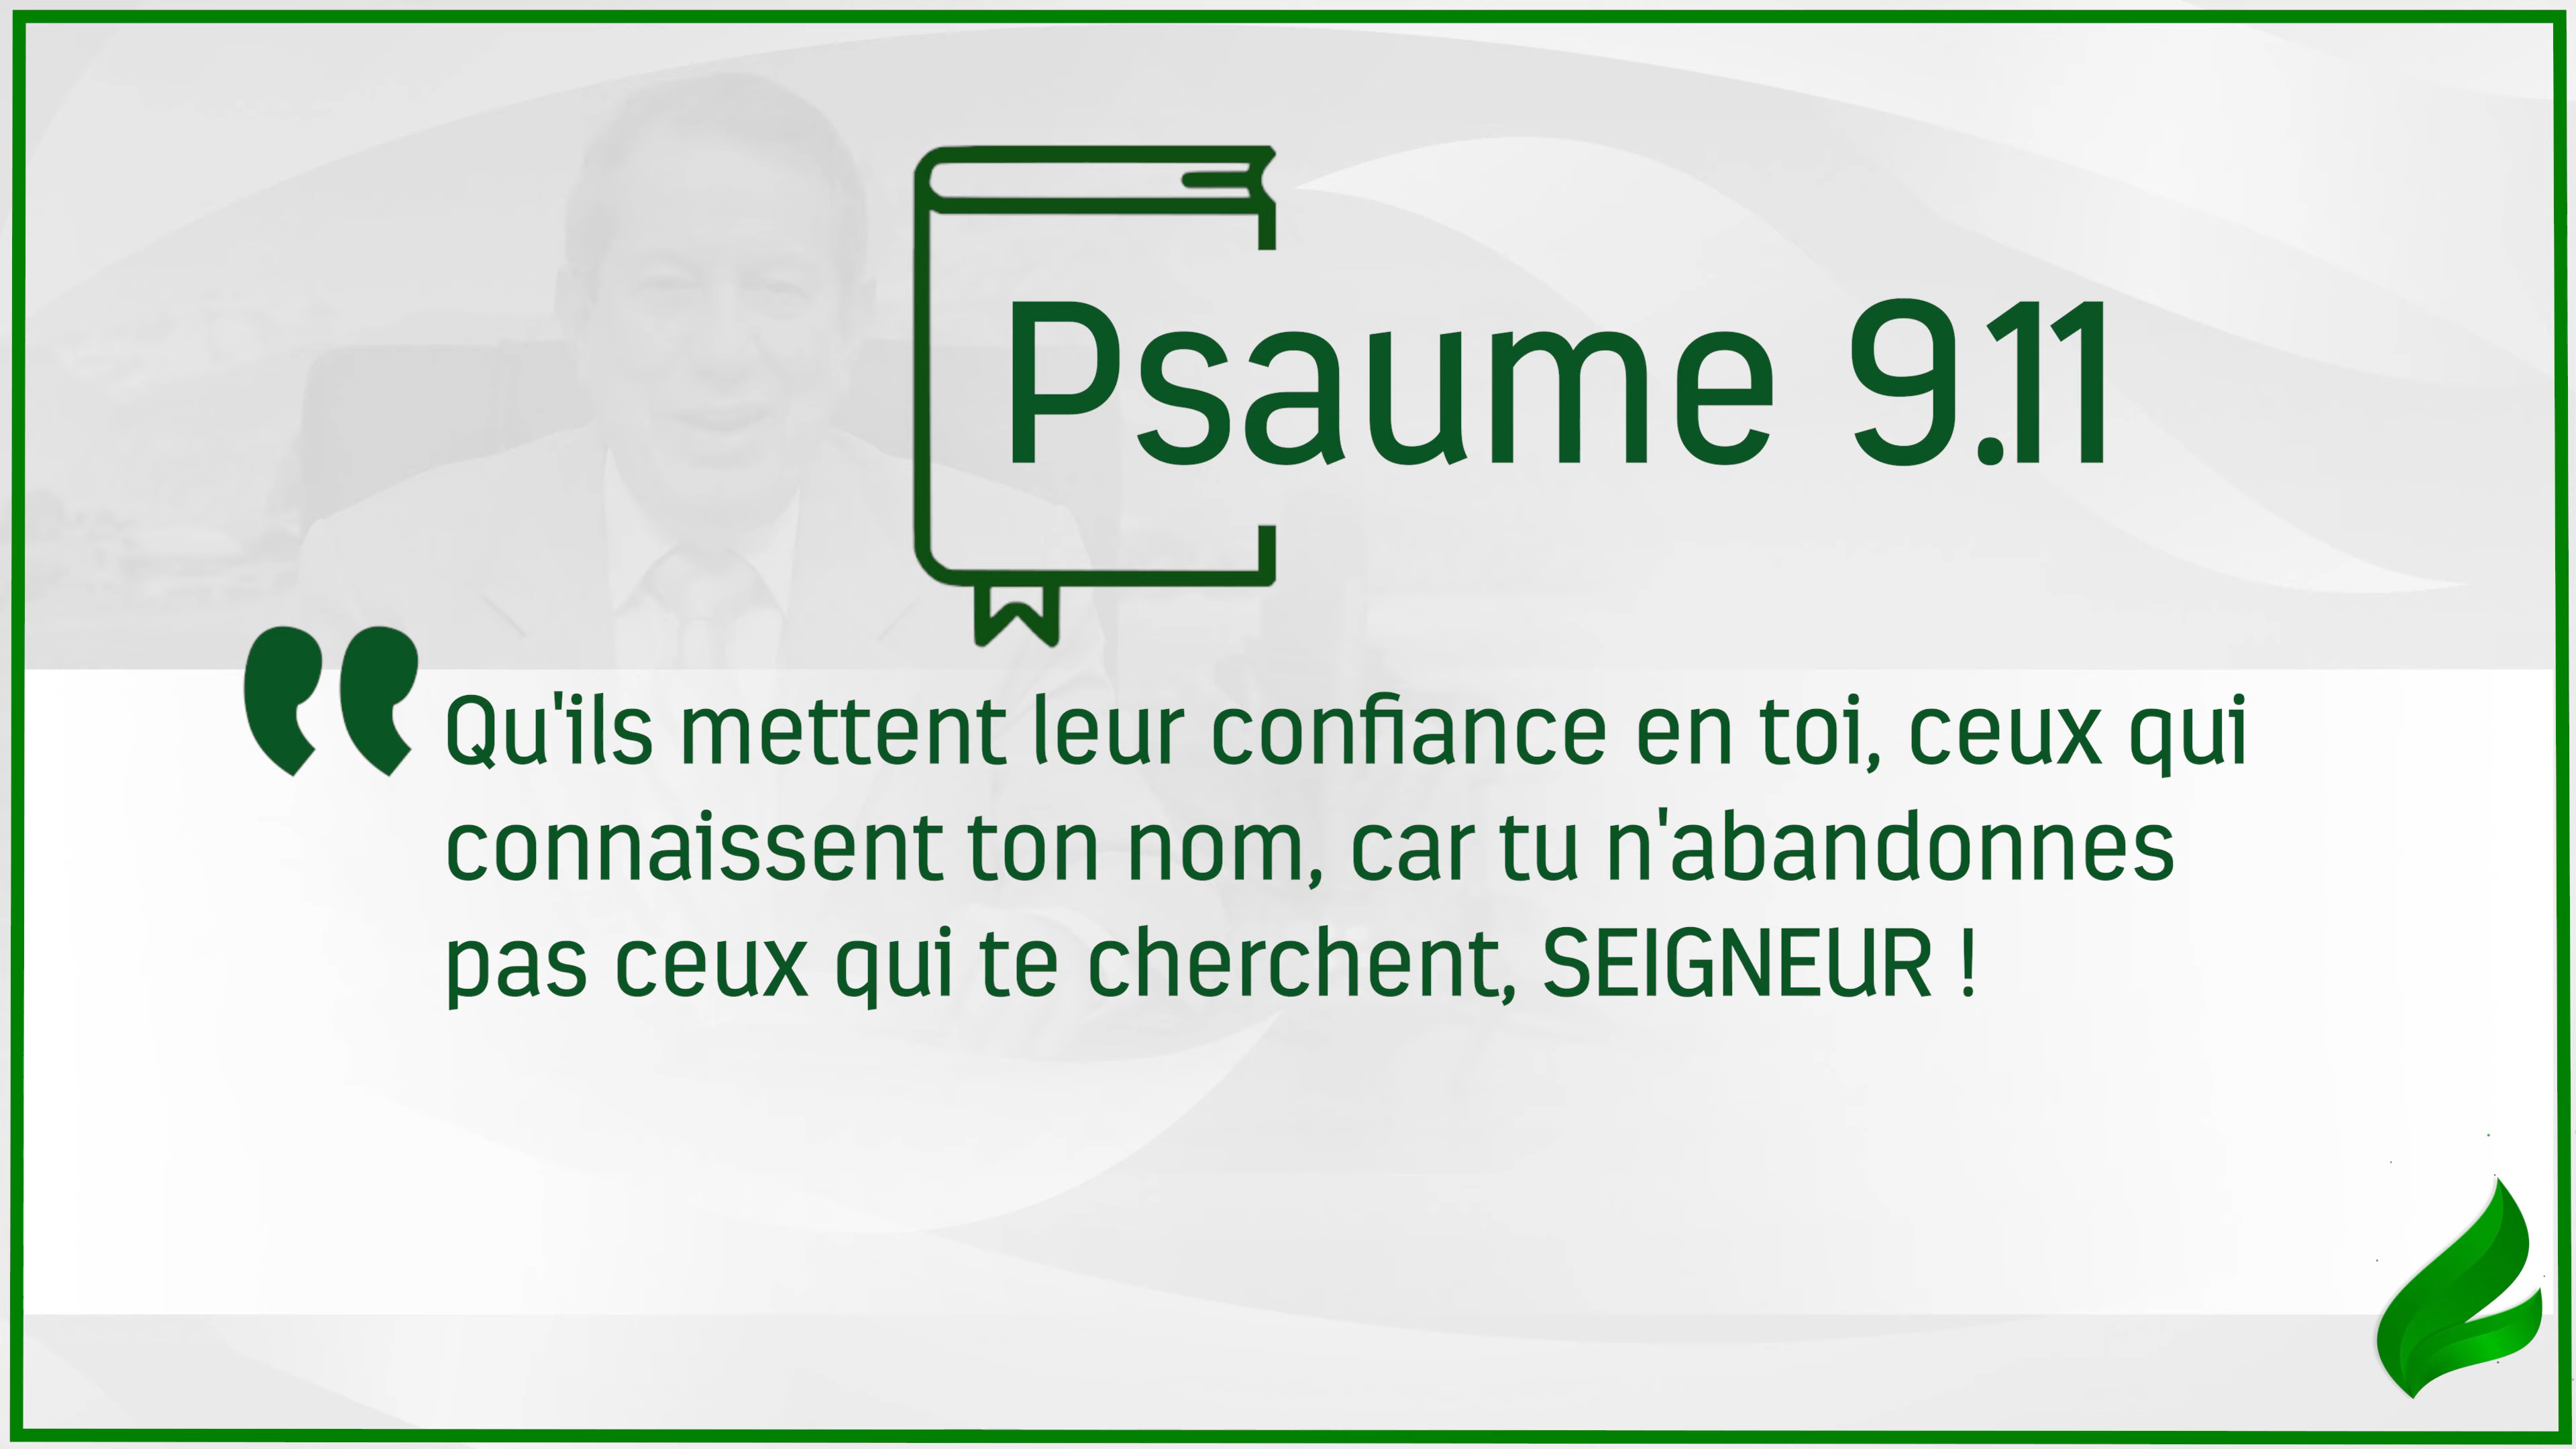 Psaume 9.11
Qu'ils mettent leur confiance en toi, ceux qui
connaissent ton nom, car tu n'abandonnes
pas ceux qui te cherchent, SEIGNEUR !